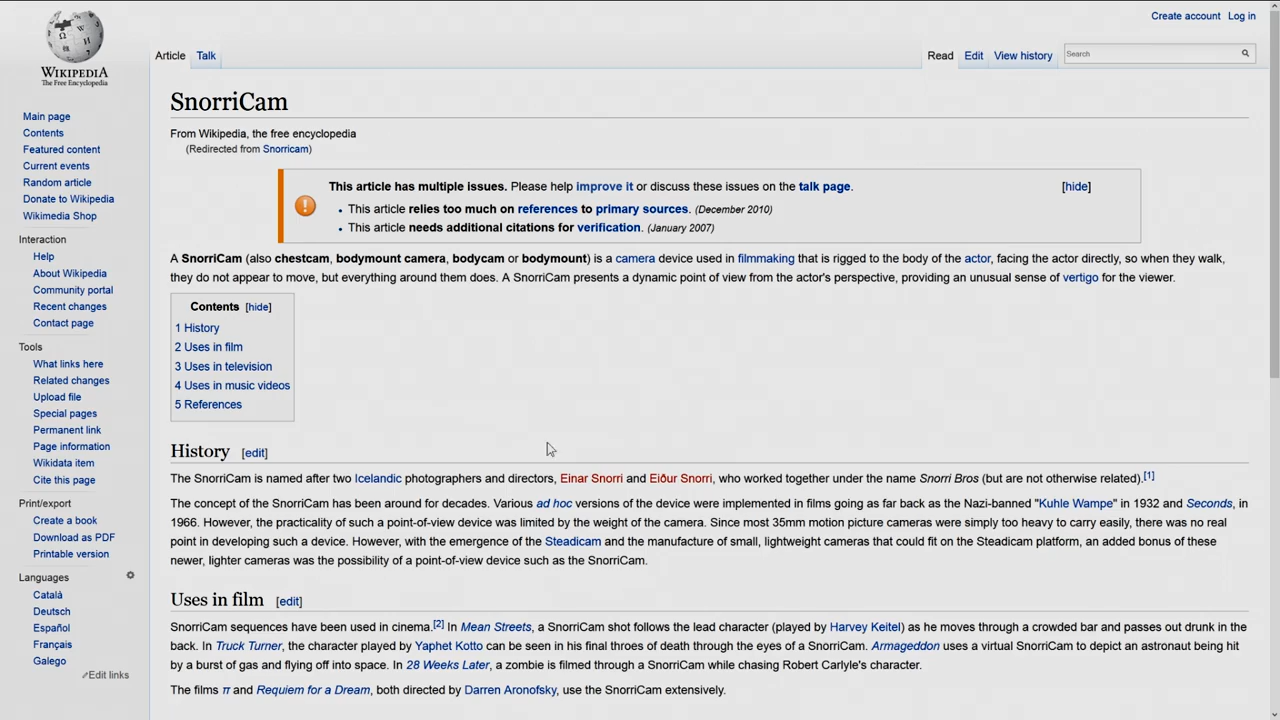 Create account Log in
WIKIPEDIA
The Free Encyclopedia
Article Talk Read Edit View history Search
SnorriCam
From Wikipedia, the free encyclopedia
(Redirected from Snorricam)
This article has multiple issues. Please help improve it or discuss these issues on the talk page. [hide]
• This article relies too much on references to primary sources. (December 2010)
• This article needs additional citations for verification. (January 2007)
A SnorriCam (also chestcam, bodymount camera, bodycam or bodymount) is a camera device used in filmmaking that is rigged to the body of the actor, facing the actor directly, so when they walk,
they do not appear to move, but everything around them does. A SnorriCam presents a dynamic point of view from the actor's perspective, providing an unusual sense of vertigo for the viewer.
Contents [hide]
1 History
2 Uses in film
3 Uses in television
4 Uses in music videos
5 References
History [edit]
The SnorriCam is named after two Icelandic photographers and directors, Einar Snorri and Eiður Snorri, who worked together under the name Snorri Bros (but are not otherwise related).[1]
The concept of the SnorriCam has been around for decades. Various ad hoc versions of the device were implemented in films going as far back as the Nazi-banned "Kuhle Wampe" in 1932 and Seconds, in
1966. However, the practicality of such a point-of-view device was limited by the weight of the camera. Since most 35mm motion picture cameras were simply too heavy to carry easily, there was no real
point in developing such a device. However, with the emergence of the Steadicam and the manufacture of small, lightweight cameras that could fit on the Steadicam platform, an added bonus of these
newer, lighter cameras was the possibility of a point-of-view device such as the SnorriCam.
Uses in film [edit]
SnorriCam sequences have been used in cinema.[2] In Mean Streets, a SnorriCam shot follows the lead character (played by Harvey Keitel) as he moves through a crowded bar and passes out drunk in the
back. In Truck Turner, the character played by Yaphet Kotto can be seen in his final throes of death through the eyes of a SnorriCam. Armageddon uses a virtual SnorriCam to depict an astronaut being hit
by a burst of gas and flying off into space. In 28 Weeks Later, a zombie is filmed through a SnorriCam while chasing Robert Carlyle's character.
The films π and Requiem for a Dream, both directed by Darren Aronofsky, use the SnorriCam extensively.
Main page
Contents
Featured content
Current events
Random article
Donate to Wikipedia
Wikimedia Shop
Interaction
Help
About Wikipedia
Community portal
Recent changes
Contact page
Tools
What links here
Related changes
Upload file
Special pages
Permanent link
Page information
Wikidata item
Cite this page
Print/export
Create a book
Download as PDF
Printable version
Languages
Català
Deutsch
Español
Français
Galego
Edit links